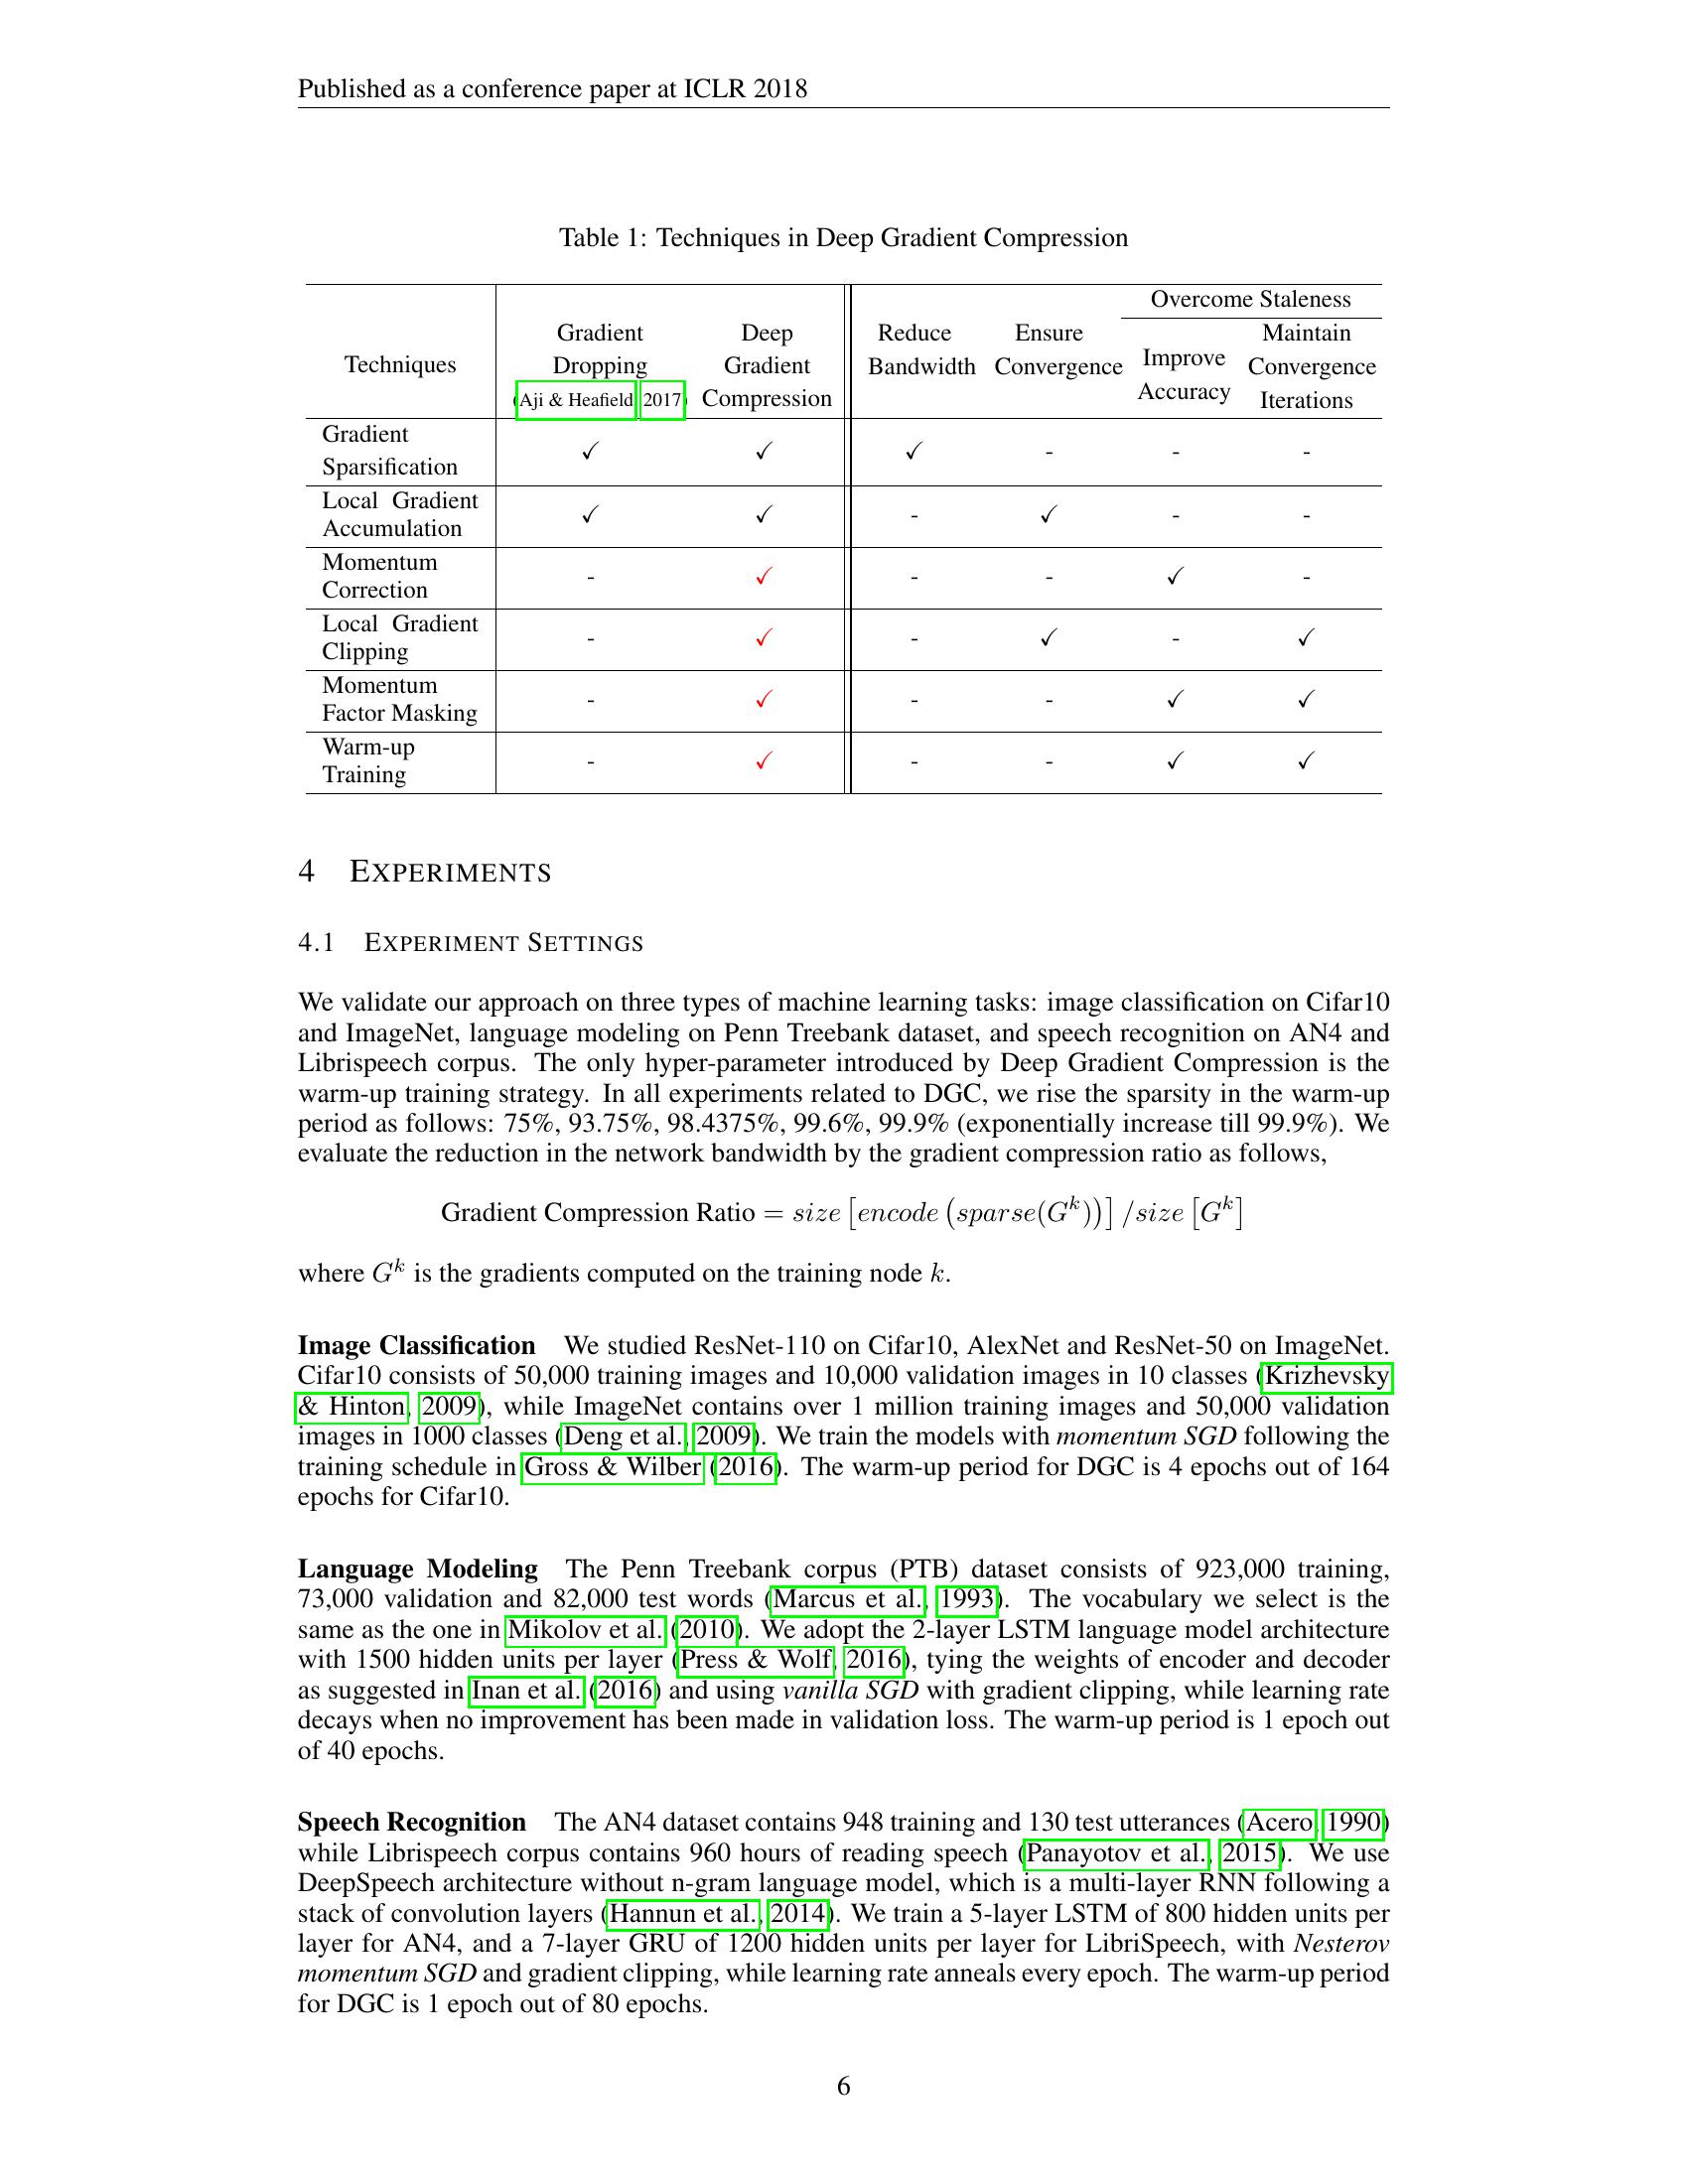 Published as a conference paper at ICLR 2018
Table 1: Techniques in Deep Gradient Compression
Techniques | Gradient Dropping (Aji & Heafield, 2017) | Deep Gradient Compression | Reduce Bandwidth | Ensure Convergence | Overcome Staleness: Improve Accuracy | Maintain Convergence Iterations
Gradient Sparsification | ✓ | ✓ | ✓ | - | - | -
Local Gradient Accumulation | ✓ | ✓ | - | ✓ | - | -
Momentum Correction | - | ✓ | - | - | ✓ | -
Local Gradient Clipping | - | ✓ | - | ✓ | - | ✓
Momentum Factor Masking | - | ✓ | - | - | ✓ | ✓
Warm-up Training | - | ✓ | - | - | ✓ | ✓
4 EXPERIMENTS
4.1 EXPERIMENT SETTINGS
We validate our approach on three types of machine learning tasks: image classification on Cifar10
and ImageNet, language modeling on Penn Treebank dataset, and speech recognition on AN4 and
Librispeech corpus. The only hyper-parameter introduced by Deep Gradient Compression is the
warm-up training strategy. In all experiments related to DGC, we rise the sparsity in the warm-up
period as follows: 75%, 93.75%, 98.4375%, 99.6%, 99.9% (exponentially increase till 99.9%). We
evaluate the reduction in the network bandwidth by the gradient compression ratio as follows,
Gradient Compression Ratio = size [encode (sparse(G^k))] /size [G^k]
where G^k is the gradients computed on the training node k.
Image Classification We studied ResNet-110 on Cifar10, AlexNet and ResNet-50 on ImageNet.
Cifar10 consists of 50,000 training images and 10,000 validation images in 10 classes (Krizhevsky
& Hinton, 2009), while ImageNet contains over 1 million training images and 50,000 validation
images in 1000 classes (Deng et al., 2009). We train the models with momentum SGD following the
training schedule in Gross & Wilber (2016). The warm-up period for DGC is 4 epochs out of 164
epochs for Cifar10.
Language Modeling The Penn Treebank corpus (PTB) dataset consists of 923,000 training,
73,000 validation and 82,000 test words (Marcus et al., 1993). The vocabulary we select is the
same as the one in Mikolov et al. (2010). We adopt the 2-layer LSTM language model architecture
with 1500 hidden units per layer (Press & Wolf, 2016), tying the weights of encoder and decoder
as suggested in Inan et al. (2016) and using vanilla SGD with gradient clipping, while learning rate
decays when no improvement has been made in validation loss. The warm-up period is 1 epoch out
of 40 epochs.
Speech Recognition The AN4 dataset contains 948 training and 130 test utterances (Acero, 1990)
while Librispeech corpus contains 960 hours of reading speech (Panayotov et al., 2015). We use
DeepSpeech architecture without n-gram language model, which is a multi-layer RNN following a
stack of convolution layers (Hannun et al., 2014). We train a 5-layer LSTM of 800 hidden units per
layer for AN4, and a 7-layer GRU of 1200 hidden units per layer for LibriSpeech, with Nesterov
momentum SGD and gradient clipping, while learning rate anneals every epoch. The warm-up period
for DGC is 1 epoch out of 80 epochs.
6